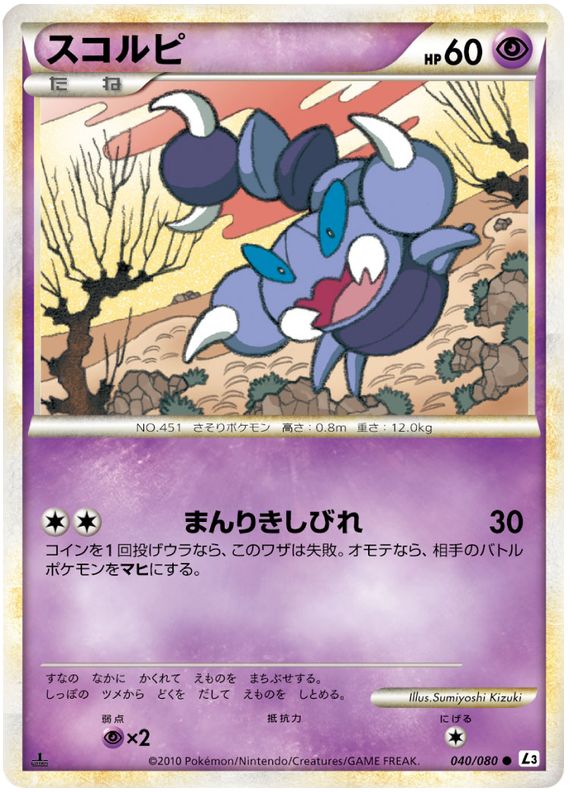 スコルピ
HP60
たね
NO.451 さそりポケモン 高さ：0.8m 重さ：12.0kg
まんりきしびれ 30
コインを1回投げウラなら、このワザは失敗。オモテなら、相手のバトル
ポケモンをマヒにする。
すなの なかに かくれて えものを まちぶせする。
しっぽの ツメから どくを だして えものを しとめる。
Illus.Sumiyoshi Kizuki
弱点 抵抗力 にげる
×2
©2010 Pokémon/Nintendo/Creatures/GAME FREAK.
040/080 ● L3